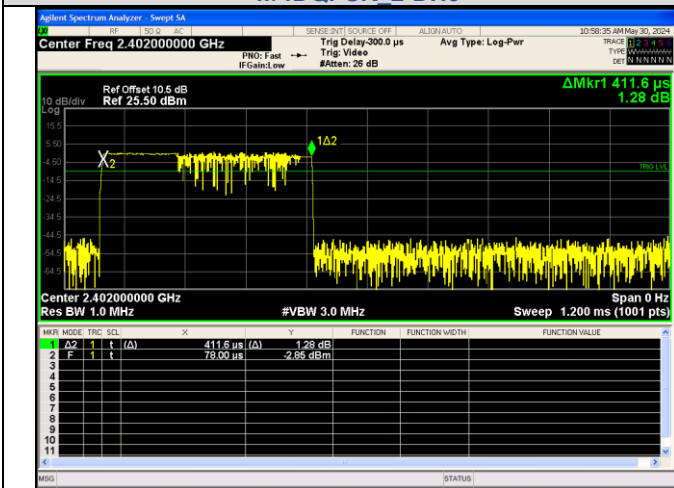 Agilent Spectrum Analyzer - Swept SA
RF 50 Ω AC SENSE:INT SOURCE OFF ALIGN AUTO 10:58:35 AM May 30, 2024
Center Freq 2.402000000 GHz
PNO: Fast
IFGain:Low
Trig Delay-300.0 µs
Trig: Video
#Atten: 26 dB
Avg Type: Log-Pwr
TRACE 1 2 3 4 5 6
TYPE
DET N N N N N N
ΔMkr1 411.6 µs
1.28 dB
Ref Offset 10.5 dB
10 dB/div Ref 25.50 dBm
Log
15.5
5.50
-4.50
-14.5
-24.5
-34.5
-44.5
-54.5
-64.5
X2
1Δ2
TRIG LVL
Center 2.402000000 GHz Span 0 Hz
Res BW 1.0 MHz #VBW 3.0 MHz Sweep 1.200 ms (1001 pts)
MKR MODE TRC SCL X Y FUNCTION FUNCTION WIDTH FUNCTION VALUE
1 Δ2 1 t (Δ) 411.6 µs (Δ) 1.28 dB
2 F 1 t 78.00 µs -2.85 dBm
3
4
5
6
7
8
9
10
11
MSG STATUS